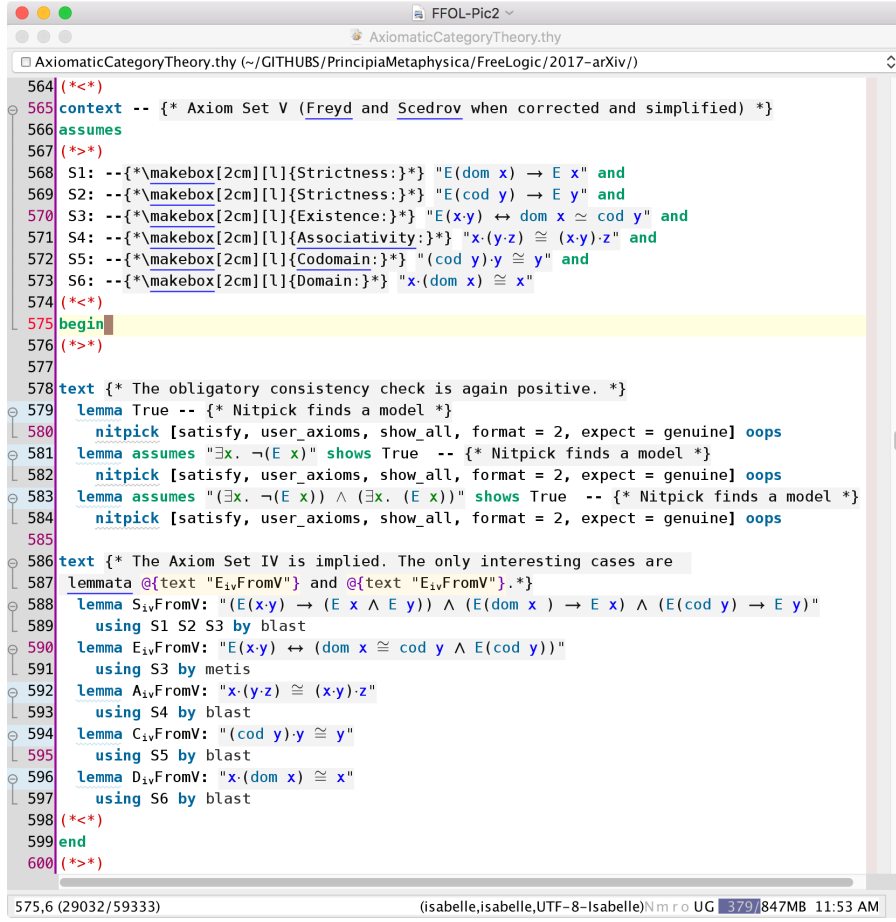 FFOL-Pic2
AxiomaticCategoryTheory.thy
AxiomaticCategoryTheory.thy (~/GITHUBS/PrincipiaMetaphysica/FreeLogic/2017-arXiv/)
564 (*<*)
565 context -- {* Axiom Set V (Freyd and Scedrov when corrected and simplified) *}
566 assumes
567 (*>*)
568 S1: --{*\makebox[2cm][l]{Strictness:}*} "E(dom x) → E x" and
569 S2: --{*\makebox[2cm][l]{Strictness:}*} "E(cod y) → E y" and
570 S3: --{*\makebox[2cm][l]{Existence:}*} "E(x·y) ↔ dom x ≃ cod y" and
571 S4: --{*\makebox[2cm][l]{Associativity:}*} "x·(y·z) ≅ (x·y)·z" and
572 S5: --{*\makebox[2cm][l]{Codomain:}*} "(cod y)·y ≅ y" and
573 S6: --{*\makebox[2cm][l]{Domain:}*} "x·(dom x) ≅ x"
574 (*<*)
575 begin
576 (*>*)
577
578 text {* The obligatory consistency check is again positive. *}
579 lemma True -- {* Nitpick finds a model *}
580 nitpick [satisfy, user_axioms, show_all, format = 2, expect = genuine] oops
581 lemma assumes "∃x. ¬(E x)" shows True -- {* Nitpick finds a model *}
582 nitpick [satisfy, user_axioms, show_all, format = 2, expect = genuine] oops
583 lemma assumes "(∃x. ¬(E x)) ∧ (∃x. (E x))" shows True -- {* Nitpick finds a model *}
584 nitpick [satisfy, user_axioms, show_all, format = 2, expect = genuine] oops
585
586 text {* The Axiom Set IV is implied. The only interesting cases are
587 lemmata @{text "EᵢᵥFromV"} and @{text "EᵢᵥFromV"}.*}
588 lemma SᵢᵥFromV: "(E(x·y) → (E x ∧ E y)) ∧ (E(dom x ) → E x) ∧ (E(cod y) → E y)"
589 using S1 S2 S3 by blast
590 lemma EᵢᵥFromV: "E(x·y) ↔ (dom x ≅ cod y ∧ E(cod y))"
591 using S3 by metis
592 lemma AᵢᵥFromV: "x·(y·z) ≅ (x·y)·z"
593 using S4 by blast
594 lemma CᵢᵥFromV: "(cod y)·y ≅ y"
595 using S5 by blast
596 lemma DᵢᵥFromV: "x·(dom x) ≅ x"
597 using S6 by blast
598 (*<*)
599 end
600 (*>*)
575,6 (29032/59333) (isabelle,isabelle,UTF-8-Isabelle)N m r o UG 379/847MB 11:53 AM